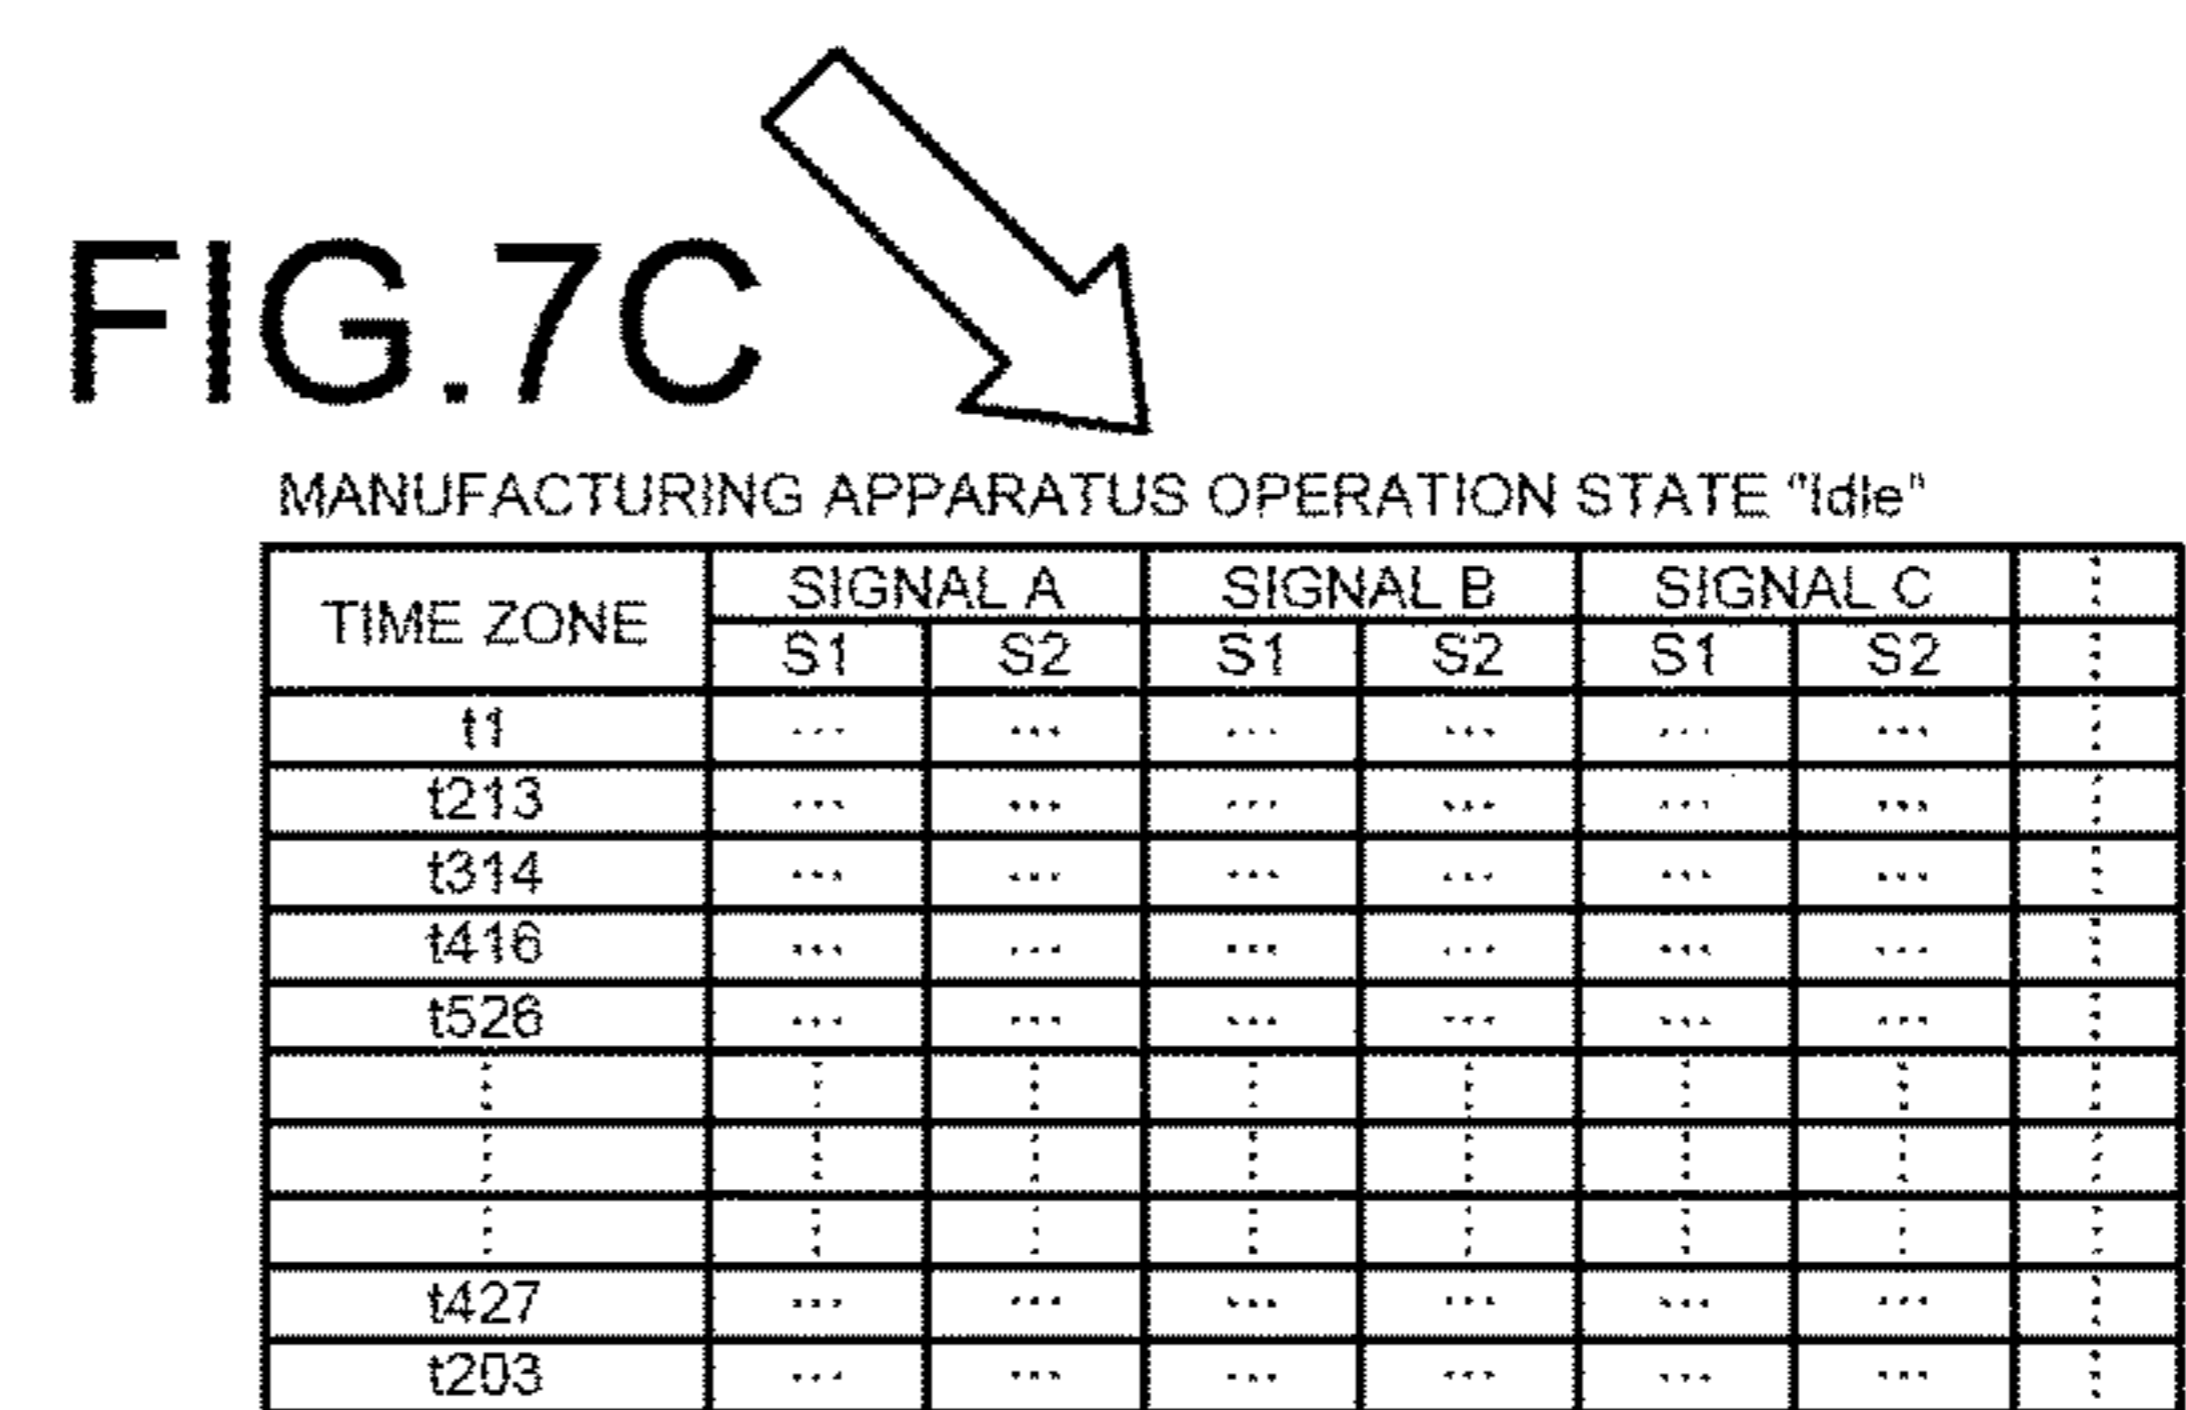 FIG.7C
MANUFACTURING APPARATUS OPERATION STATE "Idle"
TIME ZONE SIGNAL A SIGNAL B SIGNAL C ⋮
S1 S2 S1 S2 S1 S2 ⋮
t1 ... ... ... ... ... ... ⋮
t213 ... ... ... ... ... ... ⋮
t314 ... ... ... ... ... ... ⋮
t416 ... ... ... ... ... ... ⋮
t526 ... ... ... ... ... ... ⋮
⋮ ⋮ ⋮ ⋮ ⋮ ⋮ ⋮ ⋮
⋮ ⋮ ⋮ ⋮ ⋮ ⋮ ⋮ ⋮
⋮ ⋮ ⋮ ⋮ ⋮ ⋮ ⋮ ⋮
t427 ... ... ... ... ... ... ⋮
t203 ... ... ... ... ... ... ⋮